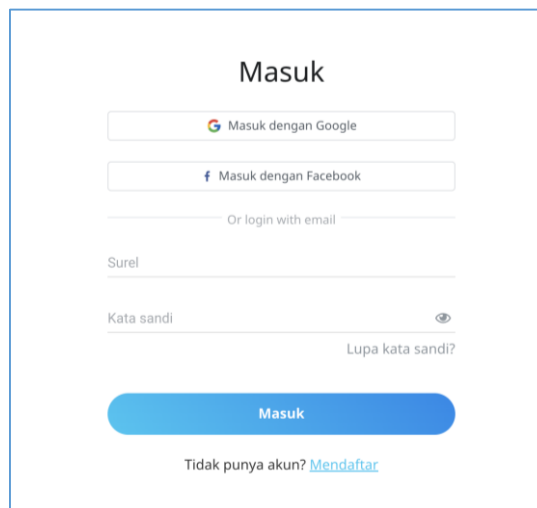 Masuk
Masuk dengan Google
Masuk dengan Facebook
Or login with email
Surel
Kata sandi
Lupa kata sandi?
Masuk
Tidak punya akun? Mendaftar